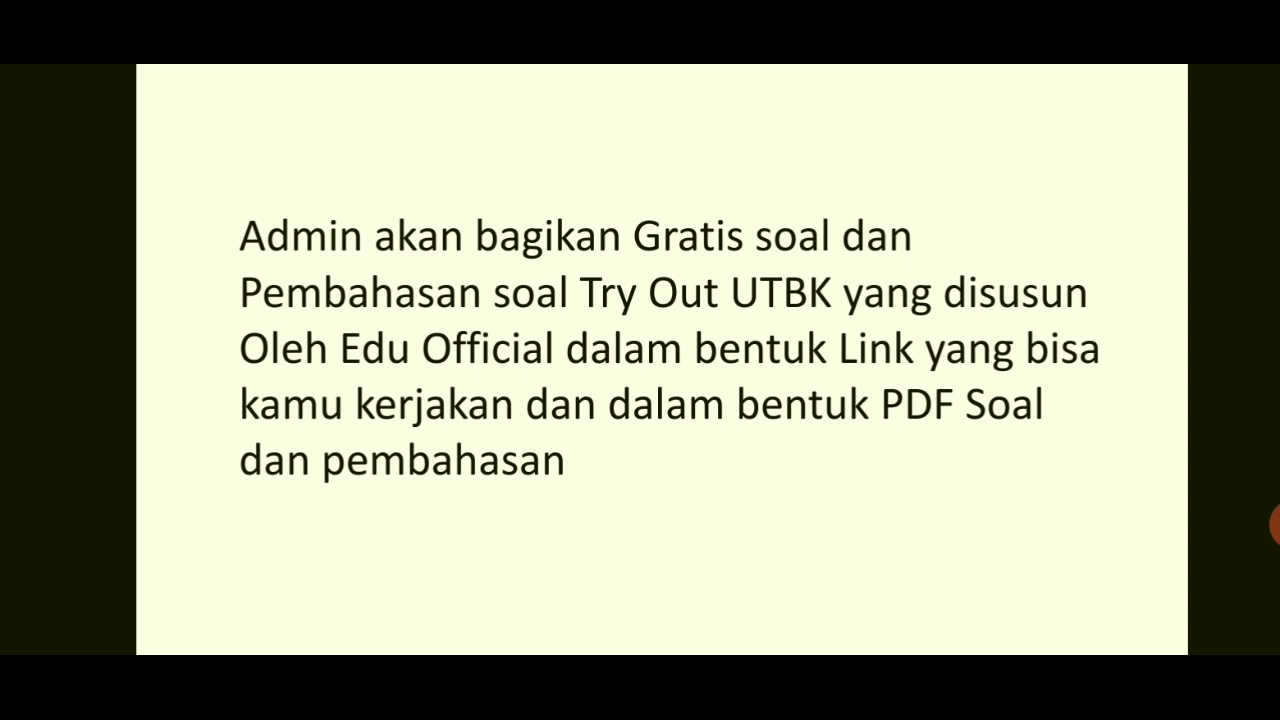 Admin akan bagikan Gratis soal dan
Pembahasan soal Try Out UTBK yang disusun
Oleh Edu Official dalam bentuk Link yang bisa
kamu kerjakan dan dalam bentuk PDF Soal
dan pembahasan